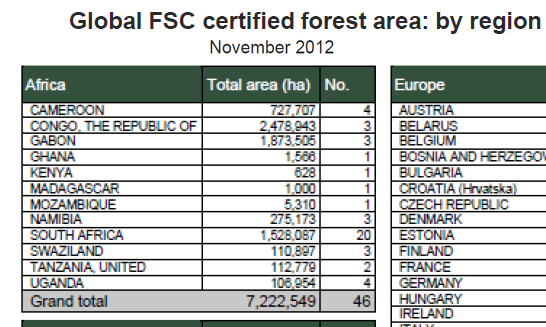 Global FSC certified forest area: by region
November 2012
Africa Total area (ha) No.
CAMEROON 727,707 4
CONGO, THE REPUBLIC OF 2,478,943 3
GABON 1,873,505 3
GHANA 1,566 1
KENYA 628 1
MADAGASCAR 1,000 1
MOZAMBIQUE 5,310 1
NAMIBIA 275,173 3
SOUTH AFRICA 1,528,087 20
SWAZILAND 110,897 3
TANZANIA, UNITED 112,779 2
UGANDA 106,954 4
Grand total 7,222,549 46
Europe
AUSTRIA
BELARUS
BELGIUM
BOSNIA AND HERZEGOV
BULGARIA
CROATIA (Hrvatska)
CZECH REPUBLIC
DENMARK
ESTONIA
FINLAND
FRANCE
GERMANY
HUNGARY
IRELAND
ITALY